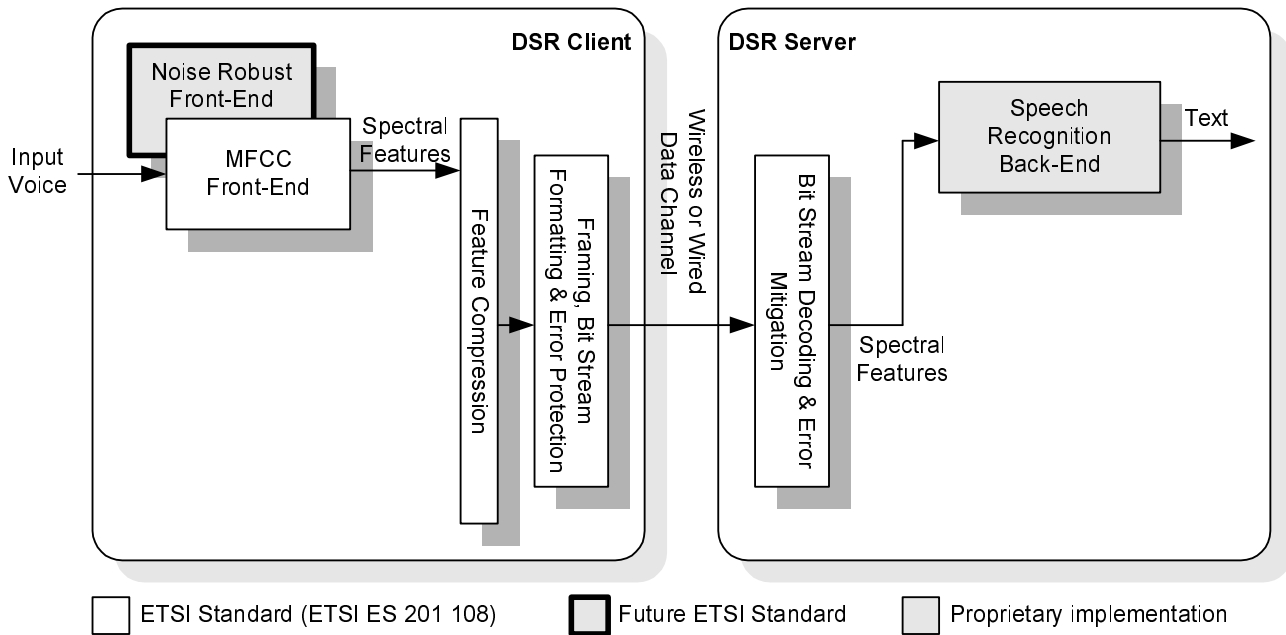 DSR Client
DSR Server
Noise Robust
Front-End
MFCC
Front-End
Input
Voice
Spectral
Features
Feature Compression
Framing, Bit Stream
Formatting & Error Protection
Wireless or Wired
Data Channel
Bit Stream Decoding & Error
Mitigation
Spectral
Features
Speech
Recognition
Back-End
Text
ETSI Standard (ETSI ES 201 108)
Future ETSI Standard
Proprietary implementation